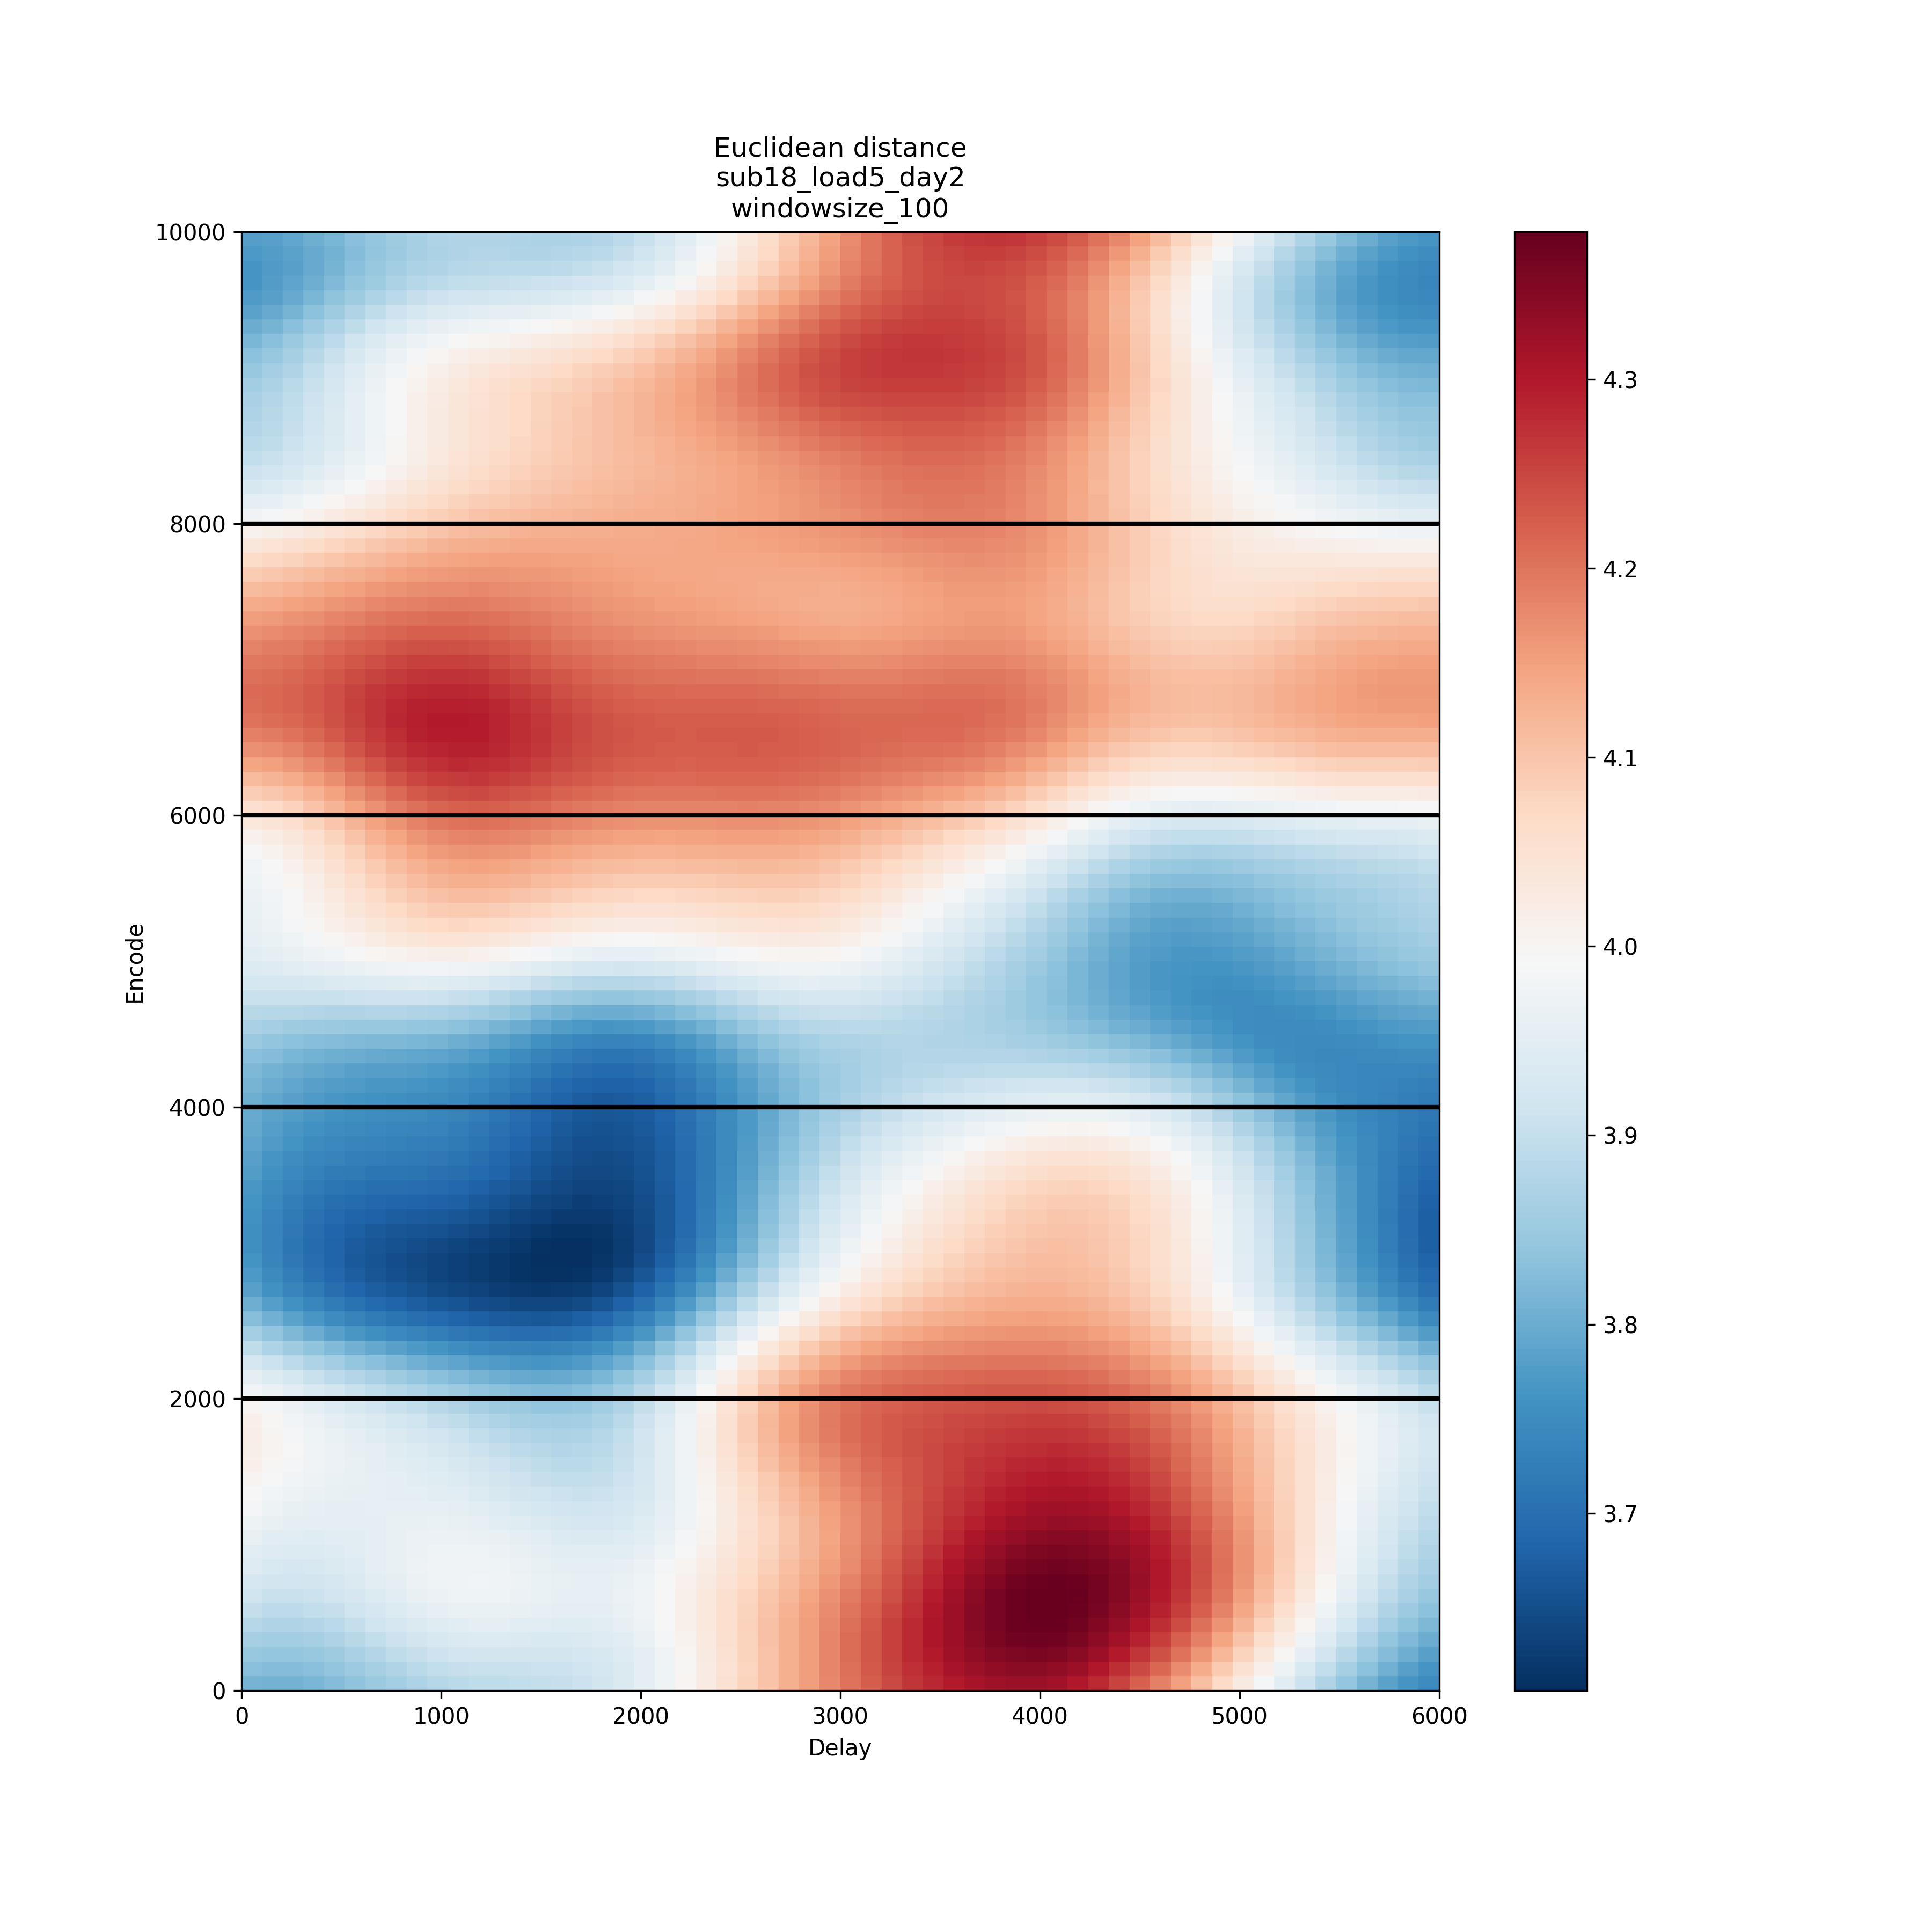 Euclidean distance
sub18_load5_day2
windowsize_100
10000
8000
6000
4000
2000
0
Encode
0 1000 2000 3000 4000 5000 6000
Delay
4.3
4.2
4.1
4.0
3.9
3.8
3.7